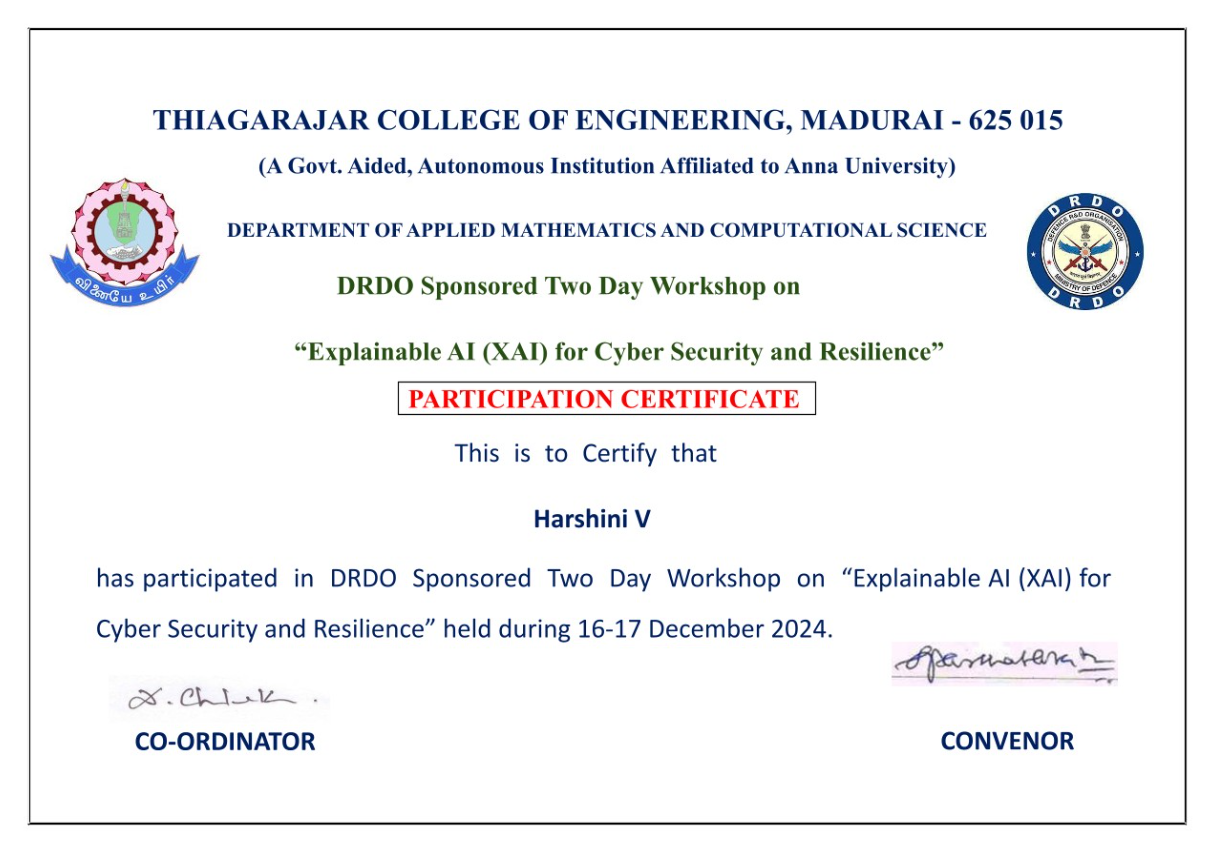 THIAGARAJAR COLLEGE OF ENGINEERING, MADURAI - 625 015
(A Govt. Aided, Autonomous Institution Affiliated to Anna University)
வினையே உயிர்
DEPARTMENT OF APPLIED MATHEMATICS AND COMPUTATIONAL SCIENCE
DRDO
DEFENCE R&D ORGANISATION
MINISTRY OF DEFENCE
DRDO
DRDO Sponsored Two Day Workshop on
“Explainable AI (XAI) for Cyber Security and Resilience”
PARTICIPATION CERTIFICATE
This is to Certify that
Harshini V
has participated in DRDO Sponsored Two Day Workshop on “Explainable AI (XAI) for
Cyber Security and Resilience” held during 16-17 December 2024.
CO-ORDINATOR
CONVENOR